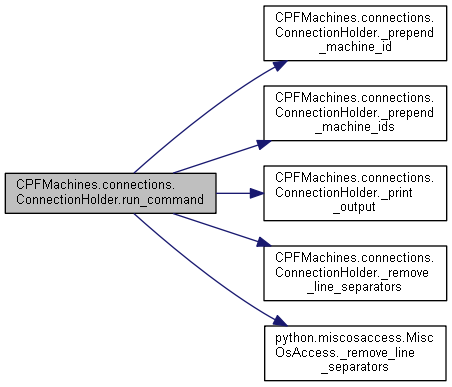 CPFMachines.connections.
ConnectionHolder._prepend
_machine_id
CPFMachines.connections.
ConnectionHolder._prepend
_machine_ids
CPFMachines.connections.
ConnectionHolder.run_command
CPFMachines.connections.
ConnectionHolder._print
_output
CPFMachines.connections.
ConnectionHolder._remove
_line_separators
python.miscosaccess.Misc
OsAccess._remove_line
_separators